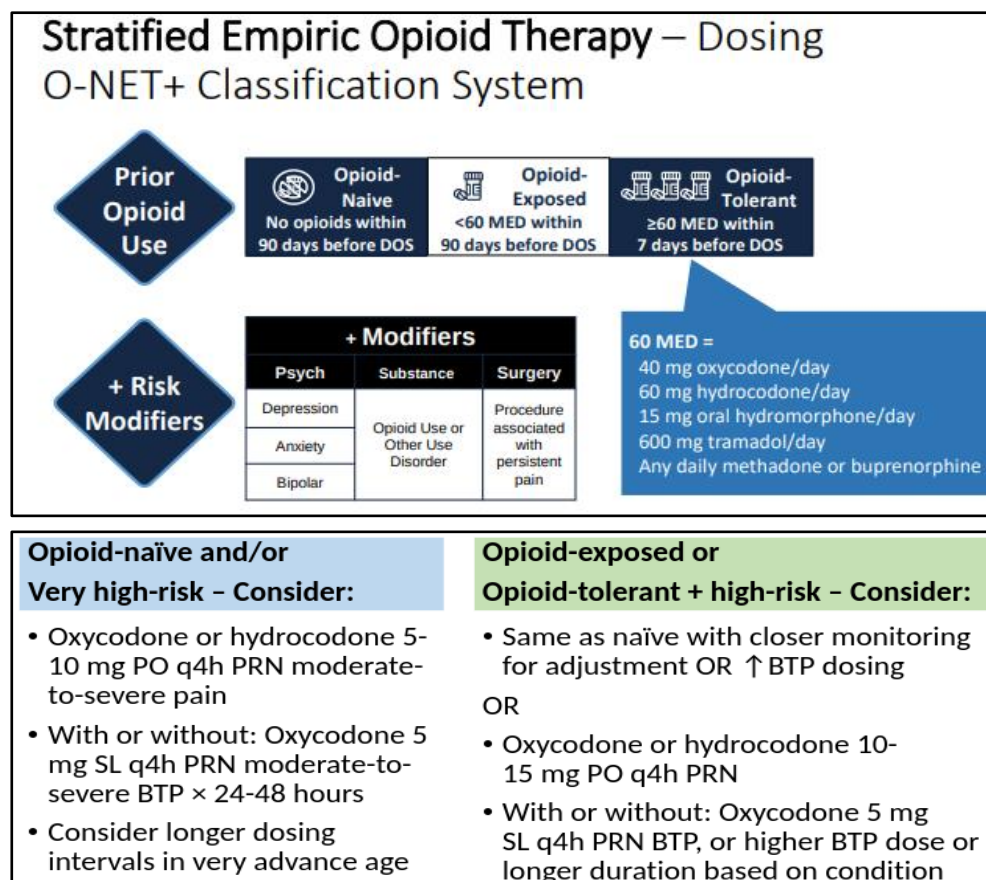 Stratified Empiric Opioid Therapy – Dosing
O-NET+ Classification System
Prior
Opioid
Use
Opioid-
Naive
No opioids within
90 days before DOS
Opioid-
Exposed
<60 MED within
90 days before DOS
Opioid-
Tolerant
≥60 MED within
7 days before DOS
+ Risk
Modifiers
+ Modifiers
Psych
Substance
Surgery
Depression
Anxiety
Bipolar
Opioid Use or
Other Use
Disorder
Procedure
associated
with
persistent
pain
60 MED =
40 mg oxycodone/day
60 mg hydrocodone/day
15 mg oral hydromorphone/day
600 mg tramadol/day
Any daily methadone or buprenorphine
Opioid-naïve and/or
Very high-risk – Consider:
• Oxycodone or hydrocodone 5-
10 mg PO q4h PRN moderate-
to-severe pain
• With or without: Oxycodone 5
mg SL q4h PRN moderate-to-
severe BTP × 24-48 hours
• Consider longer dosing
intervals in very advance age
Opioid-exposed or
Opioid-tolerant + high-risk – Consider:
• Same as naïve with closer monitoring
for adjustment OR ↑ BTP dosing
OR
• Oxycodone or hydrocodone 10-
15 mg PO q4h PRN
• With or without: Oxycodone 5 mg
SL q4h PRN BTP, or higher BTP dose or
longer duration based on condition